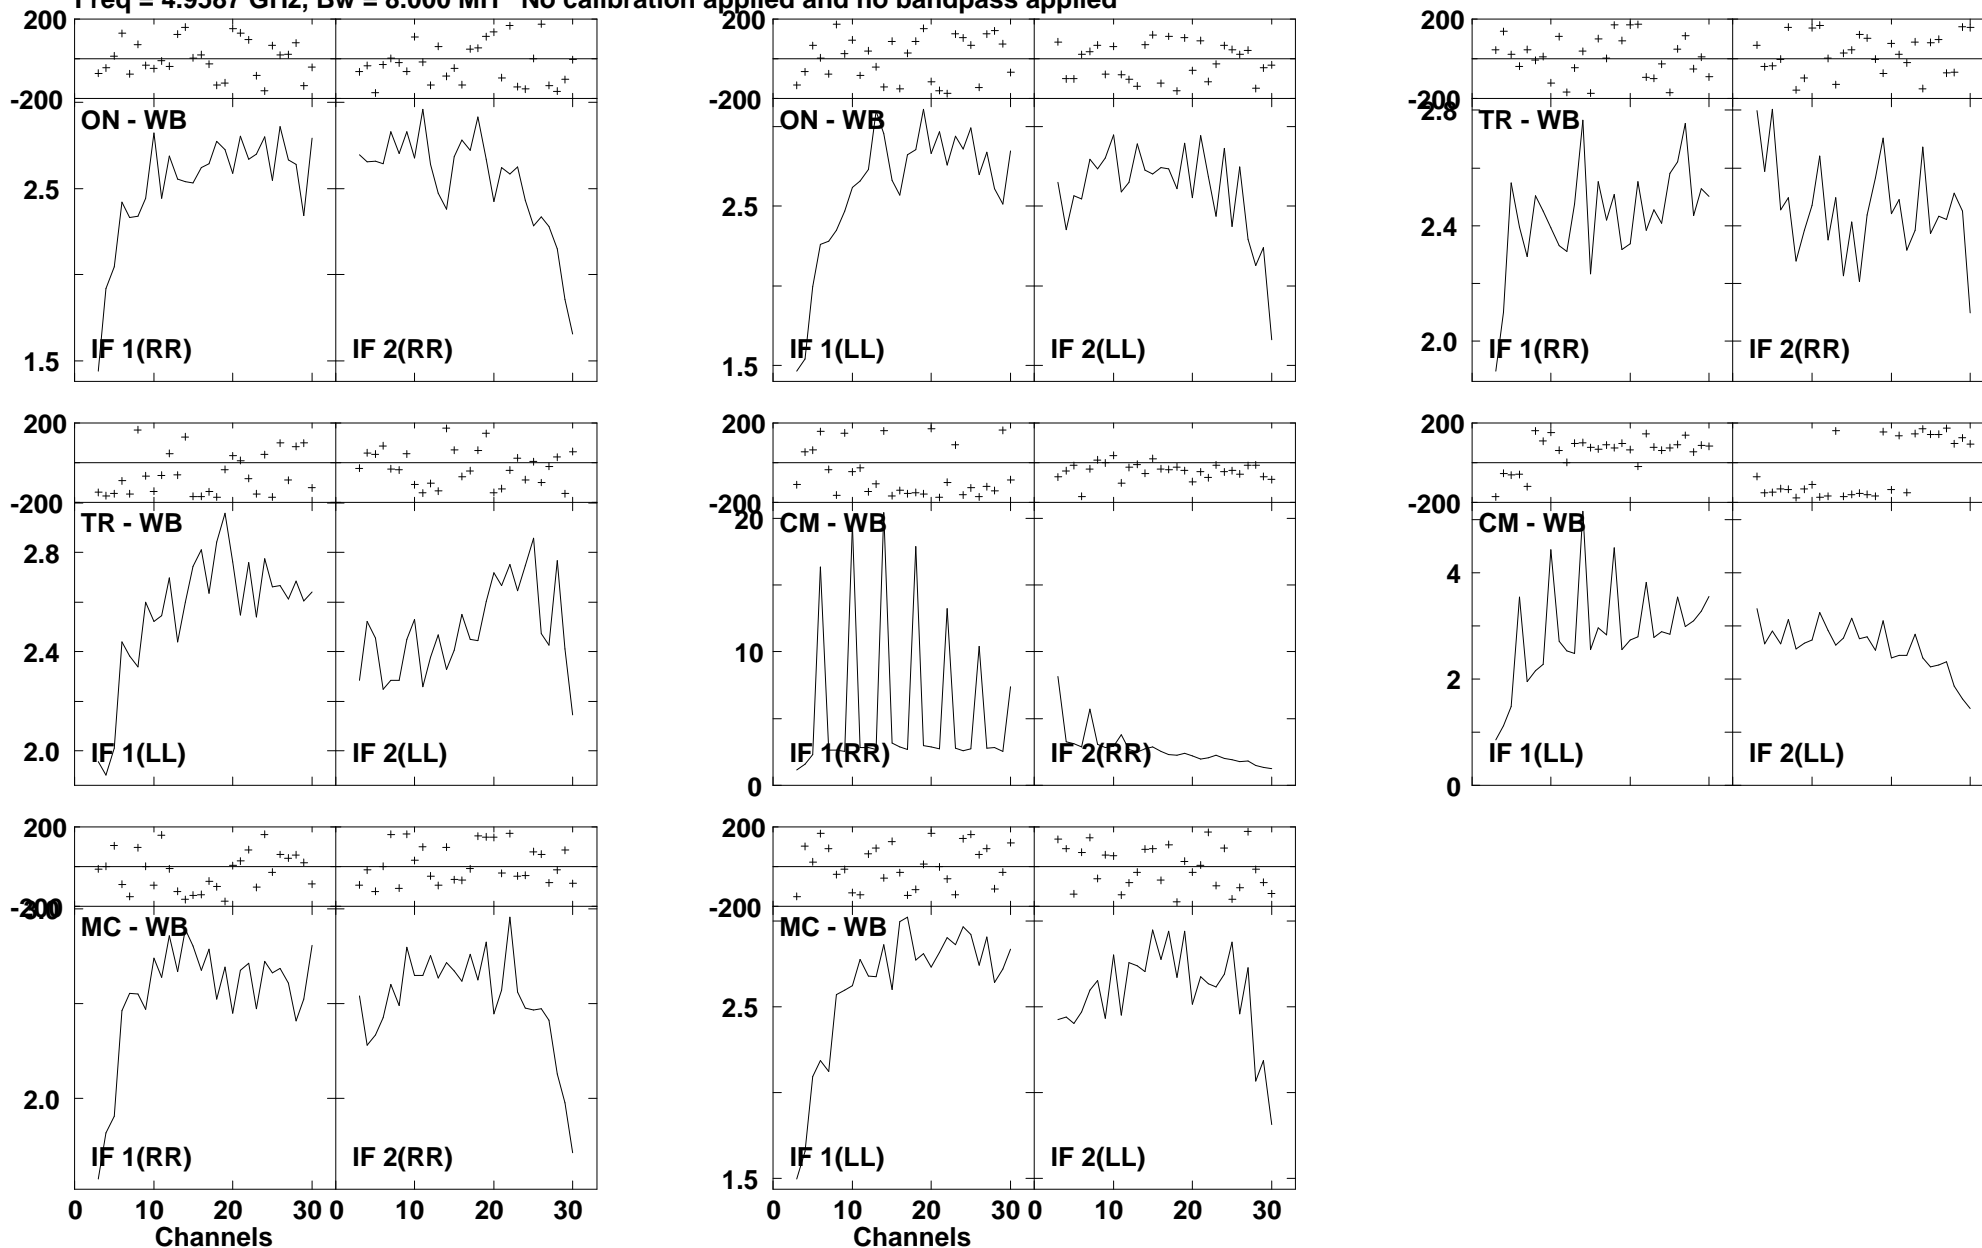 Freq = 4.9587 GHz, Bw = 8.000 MH No calibration applied and no bandpass applied
200
-200
ON - WB
2.5
1.5
IF 1(RR)
IF 2(RR)
ON - WB
200
-200
2.5
1.5
IF 1(LL)
IF 2(LL)
200
-200
2.8
TR - WB
2.4
2.0
IF 1(RR)
IF 2(RR)
200
-200
TR - WB
2.8
2.4
2.0
IF 1(LL)
IF 2(LL)
200
-200
20
CM - WB
10
0
IF 1(RR)
IF 2(RR)
200
-200
CM - WB
4
2
0
IF 1(LL)
IF 2(LL)
200
-200
3.0
MC - WB
2.0
IF 1(RR)
IF 2(RR)
0 10 20 30 0 10 20 30
Channels
200
-200
MC - WB
2.5
1.5
IF 1(LL)
IF 2(LL)
0 10 20 30 0 10 20 30
Channels